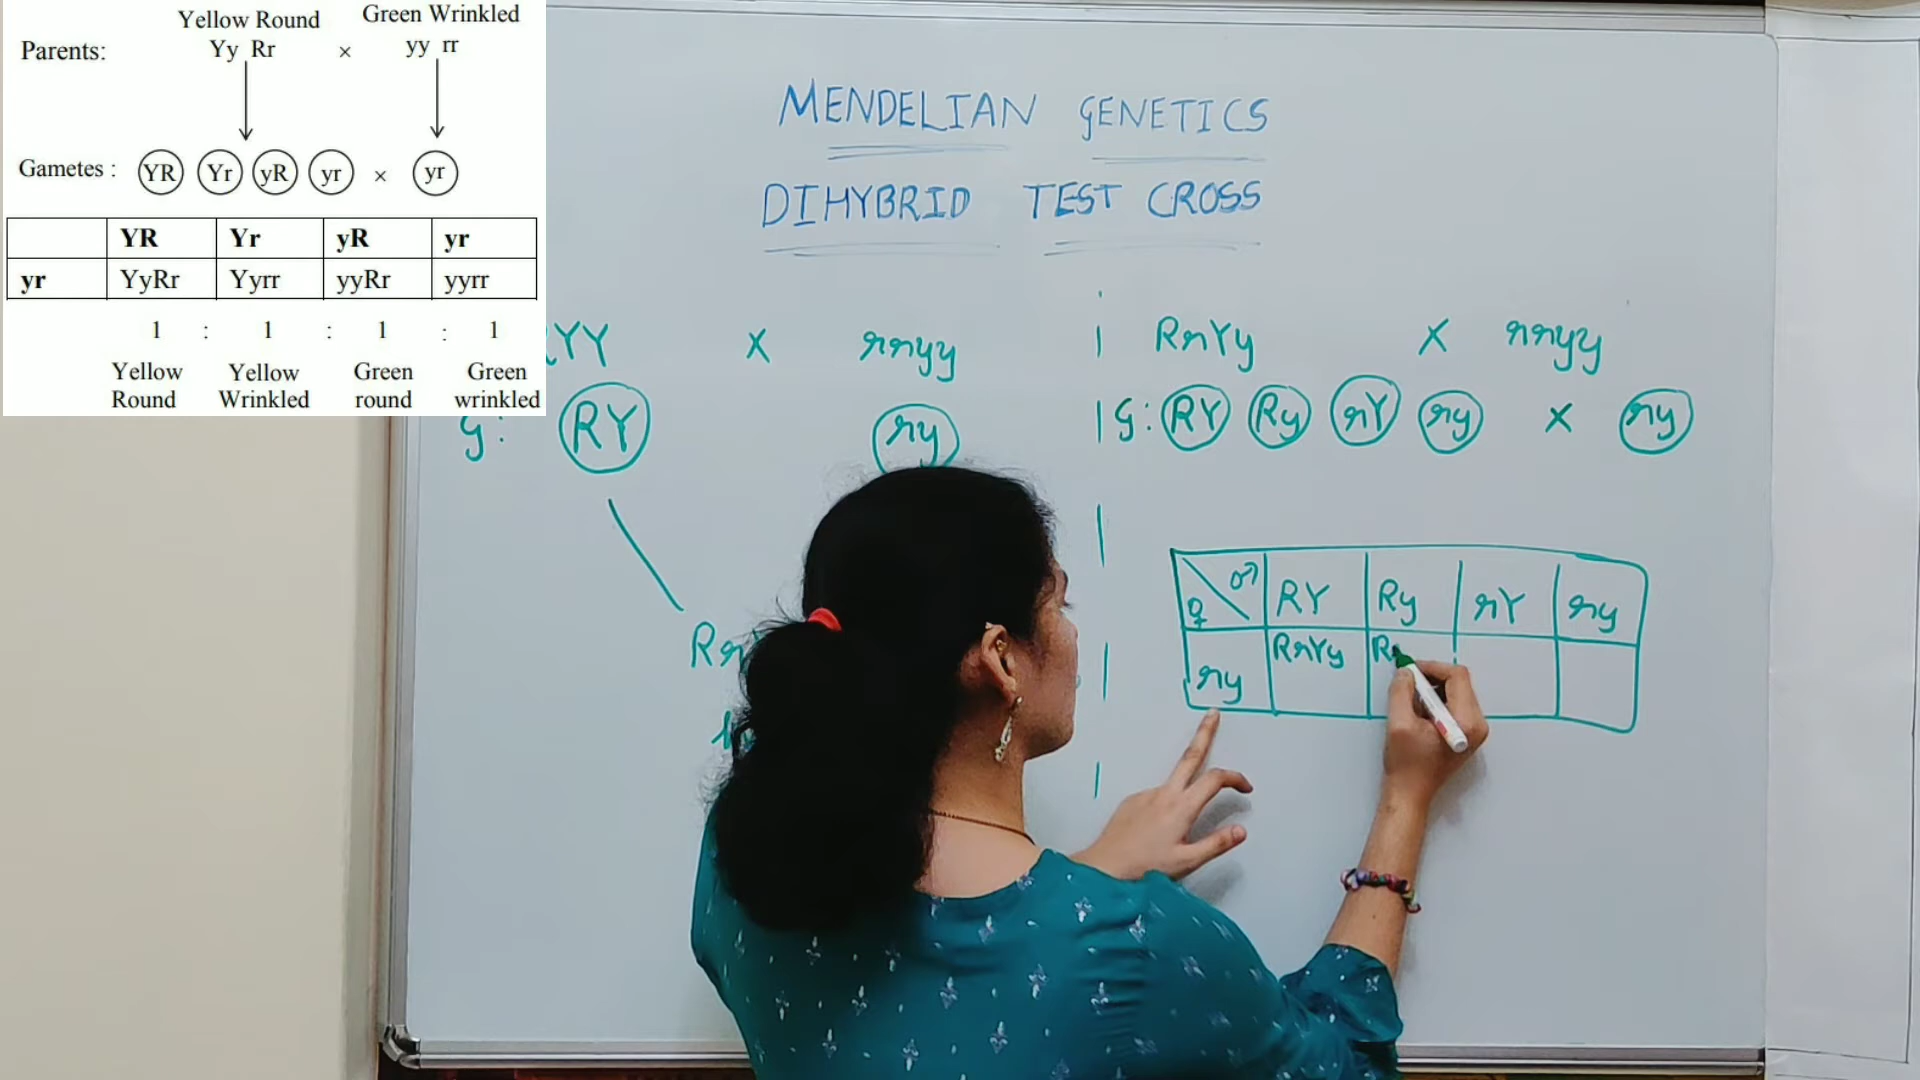 Yellow Round Green Wrinkled
Parents: Yy Rr × yy rr
Gametes : YR Yr yR yr × yr
YR Yr yR yr
yr YyRr Yyrr yyRr yyrr
1 : 1 : 1 : 1
Yellow Round Yellow Wrinkled Green round Green wrinkled
MENDELIAN GENETICS
DIHYBRID TEST CROSS
YY X rryy
G: RY ry
Rr
RrYy X rryy
G: RY Ry rY ry X ry
♀ ♂ RY Ry rY ry
ry RrYy R